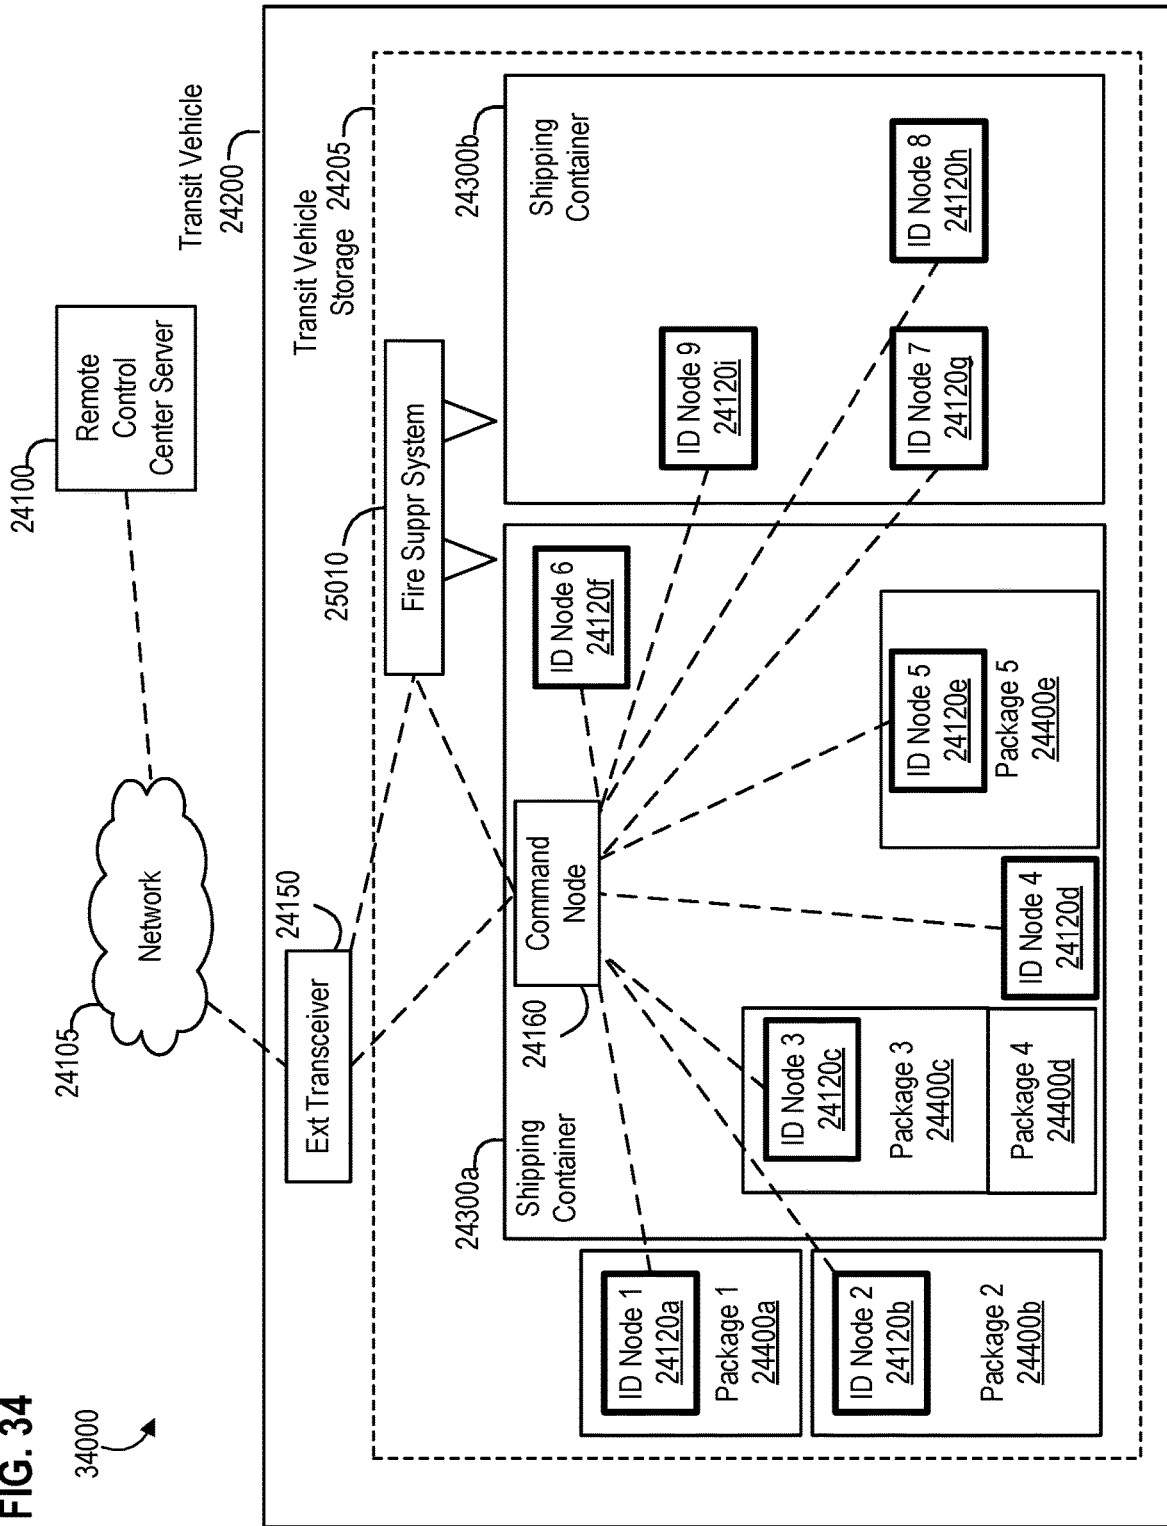 FIG. 34
34000
24105
Network
24100
Remote
Control
Center Server
Transit Vehicle
24200
24150
Ext Transceiver
Transit Vehicle
Storage 24205
25010
Fire Suppr System
24300a
Shipping
Container
24160
Command
Node
24300b
Shipping
Container
ID Node 1
24120a
Package 1
24400a
ID Node 2
24120b
Package 2
24400b
ID Node 3
24120c
Package 3
24400c
Package 4
24400d
ID Node 4
24120d
ID Node 5
24120e
Package 5
24400e
ID Node 6
24120f
ID Node 9
24120i
ID Node 7
24120g
ID Node 8
24120h